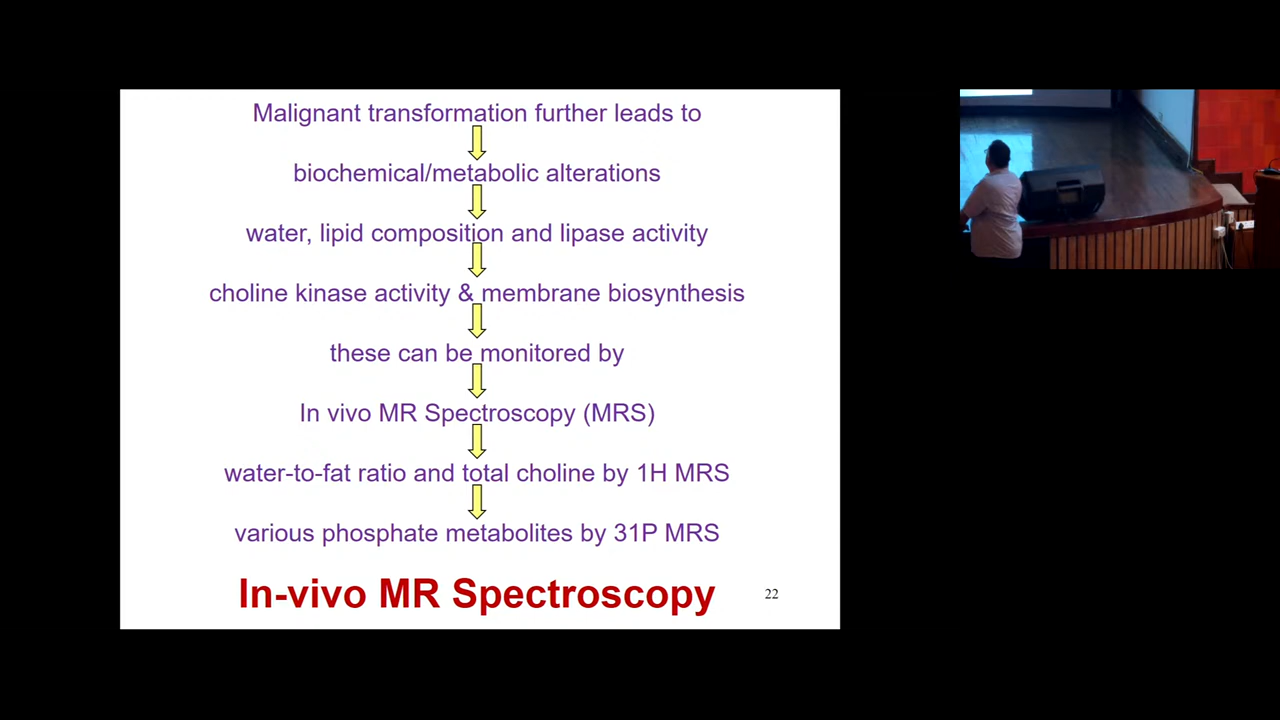 Malignant transformation further leads to
biochemical/metabolic alterations
water, lipid composition and lipase activity
choline kinase activity & membrane biosynthesis
these can be monitored by
In vivo MR Spectroscopy (MRS)
water-to-fat ratio and total choline by 1H MRS
various phosphate metabolites by 31P MRS
In-vivo MR Spectroscopy
22